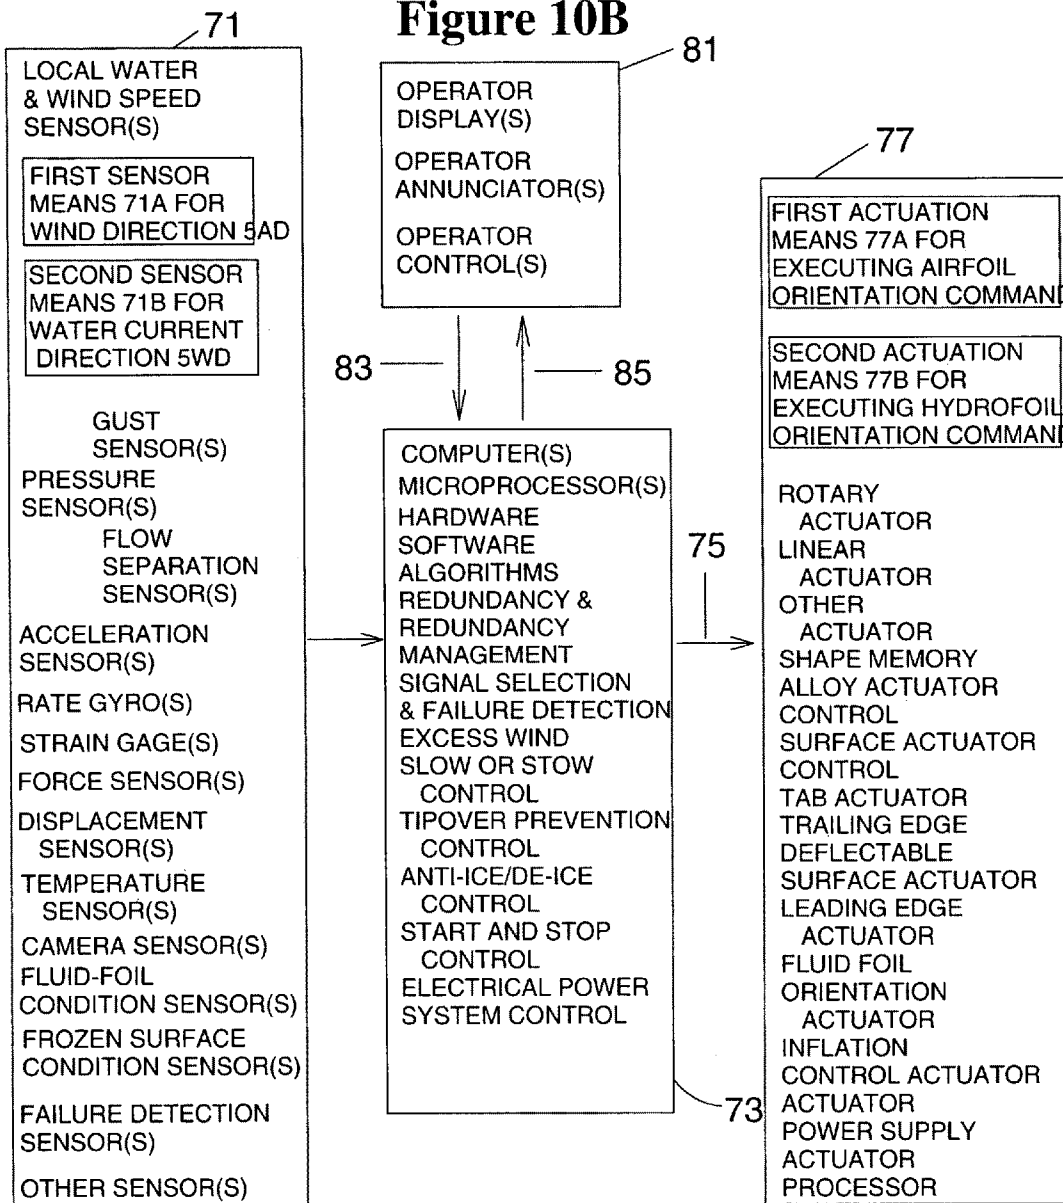 Figure 10B
71
LOCAL WATER
& WIND SPEED
SENSOR(S)
FIRST SENSOR
MEANS 71A FOR
WIND DIRECTION 5AD
SECOND SENSOR
MEANS 71B FOR
WATER CURRENT
DIRECTION 5WD
GUST
SENSOR(S)
PRESSURE
SENSOR(S)
FLOW
SEPARATION
SENSOR(S)
ACCELERATION
SENSOR(S)
RATE GYRO(S)
STRAIN GAGE(S)
FORCE SENSOR(S)
DISPLACEMENT
SENSOR(S)
TEMPERATURE
SENSOR(S)
CAMERA SENSOR(S)
FLUID-FOIL
CONDITION SENSOR(S)
FROZEN SURFACE
CONDITION SENSOR(S)
FAILURE DETECTION
SENSOR(S)
OTHER SENSOR(S)
81
OPERATOR
DISPLAY(S)
OPERATOR
ANNUNCIATOR(S)
OPERATOR
CONTROL(S)
83
85
COMPUTER(S)
MICROPROCESSOR(S)
HARDWARE
SOFTWARE
ALGORITHMS
REDUNDANCY &
REDUNDANCY
MANAGEMENT
SIGNAL SELECTION
& FAILURE DETECTION
EXCESS WIND
SLOW OR STOW
CONTROL
TIPOVER PREVENTION
CONTROL
ANTI-ICE/DE-ICE
CONTROL
START AND STOP
CONTROL
ELECTRICAL POWER
SYSTEM CONTROL
73
75
77
FIRST ACTUATION
MEANS 77A FOR
EXECUTING AIRFOIL
ORIENTATION COMMAND
SECOND ACTUATION
MEANS 77B FOR
EXECUTING HYDROFOIL
ORIENTATION COMMAND
ROTARY
ACTUATOR
LINEAR
ACTUATOR
OTHER
ACTUATOR
SHAPE MEMORY
ALLOY ACTUATOR
CONTROL
SURFACE ACTUATOR
CONTROL
TAB ACTUATOR
TRAILING EDGE
DEFLECTABLE
SURFACE ACTUATOR
LEADING EDGE
ACTUATOR
FLUID FOIL
ORIENTATION
ACTUATOR
INFLATION
CONTROL ACTUATOR
ACTUATOR
POWER SUPPLY
ACTUATOR
PROCESSOR